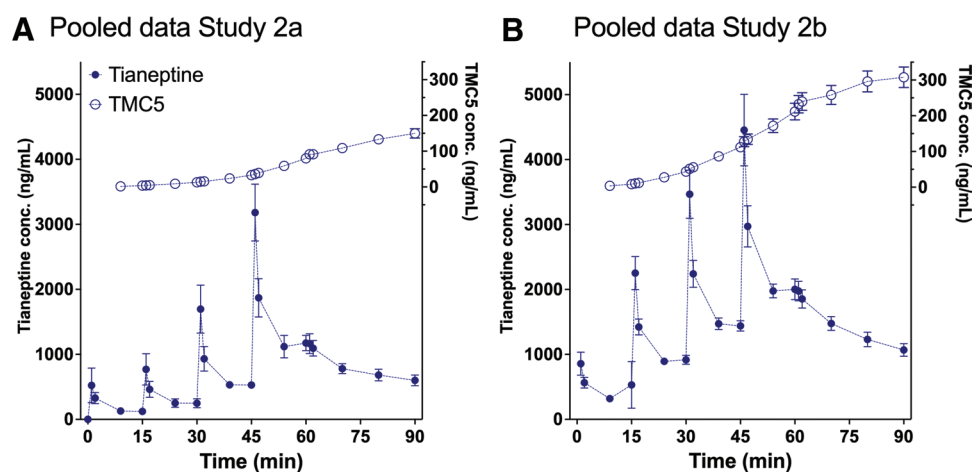 A Pooled data Study 2a
Tianeptine
TMC5
Tianeptine conc. (ng/mL)
5000
4000
3000
2000
1000
0
TMC5 conc. (ng/mL)
300
200
100
0
0 15 30 45 60 75 90
Time (min)
B Pooled data Study 2b
Tianeptine conc. (ng/mL)
5000
4000
3000
2000
1000
0
TMC5 conc. (ng/mL)
300
200
100
0
0 15 30 45 60 75 90
Time (min)